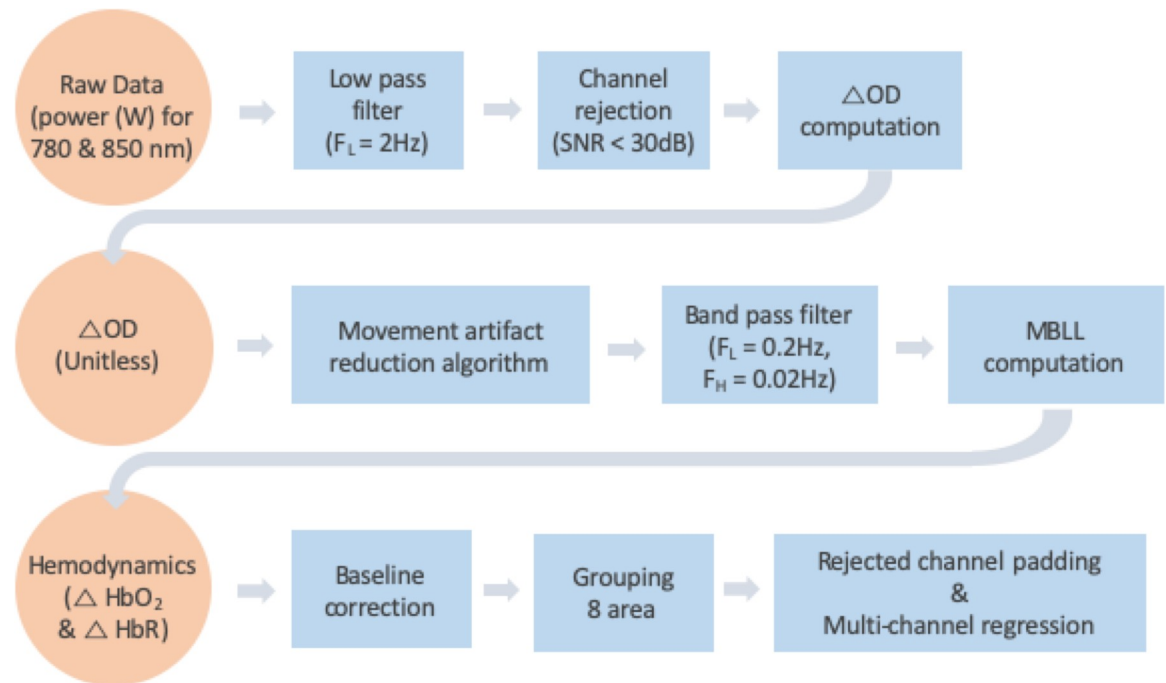 Raw Data
(power (W) for
780 & 850 nm)
Low pass
filter
(F_L = 2Hz)
Channel
rejection
(SNR < 30dB)
△OD
computation
△OD
(Unitless)
Movement artifact
reduction algorithm
Band pass filter
(F_L = 0.2Hz,
F_H = 0.02Hz)
MBLL
computation
Hemodynamics
(△ HbO₂
& △ HbR)
Baseline
correction
Grouping
8 area
Rejected channel padding
&
Multi-channel regression